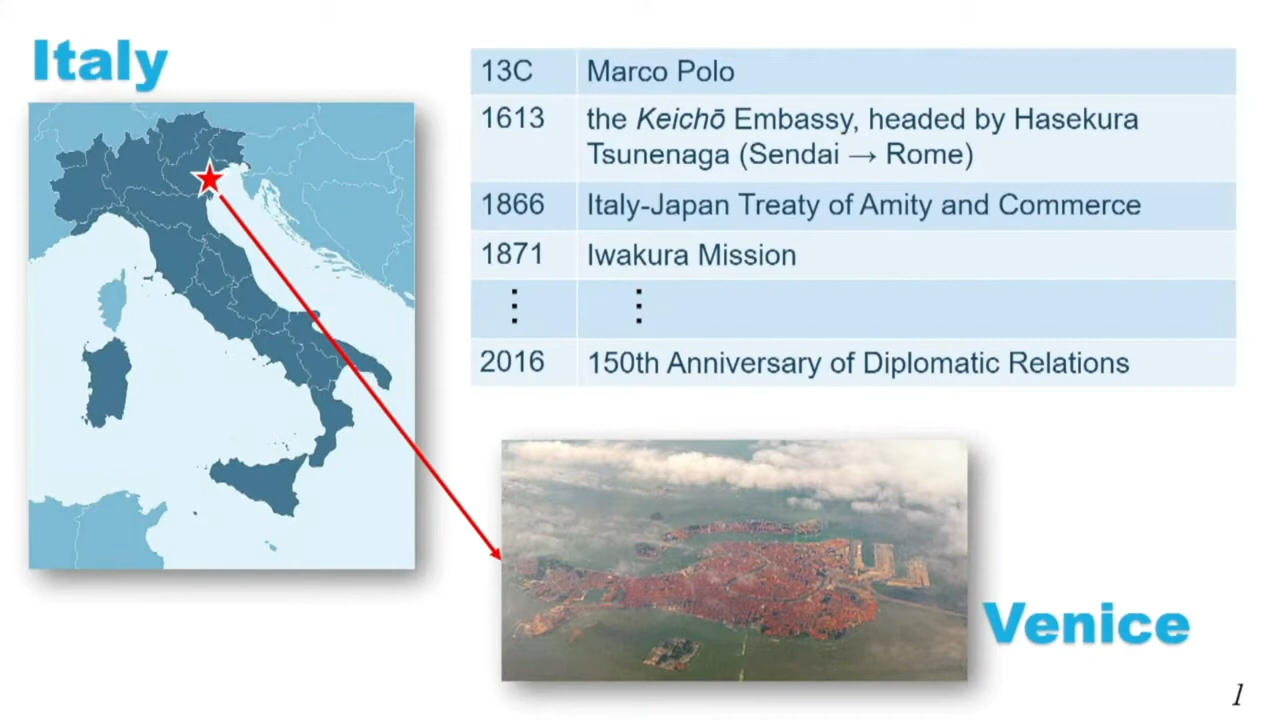 Italy
13C Marco Polo
1613 the Keichō Embassy, headed by Hasekura
Tsunenaga (Sendai → Rome)
1866 Italy-Japan Treaty of Amity and Commerce
1871 Iwakura Mission
⋮ ⋮
2016 150th Anniversary of Diplomatic Relations
Venice
1